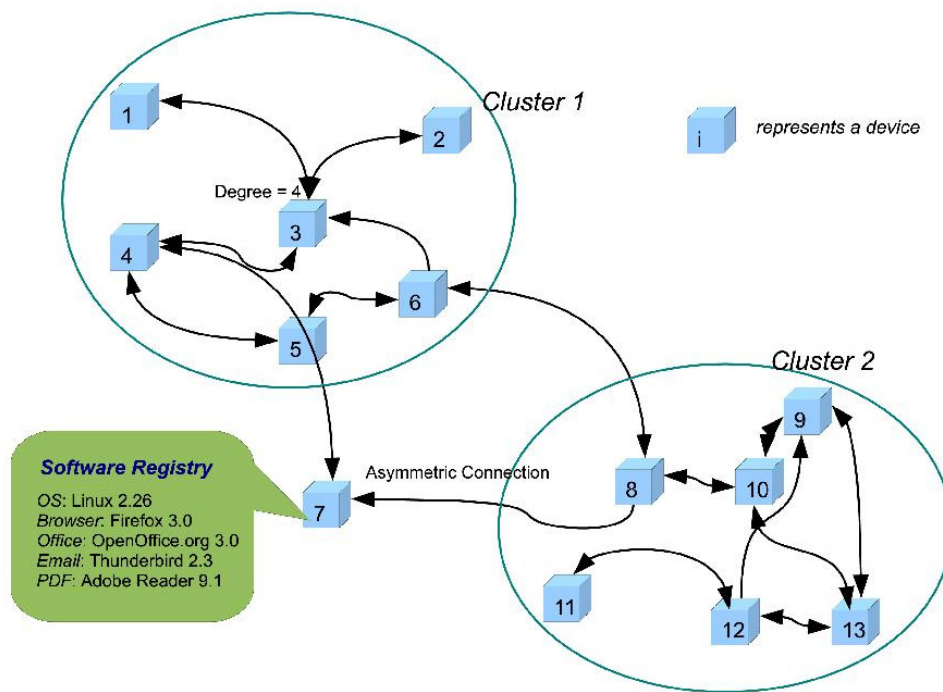 Cluster 1
1
2
i
represents a device
Degree = 4
3
4
6
5
Cluster 2
9
Software Registry
OS: Linux 2.26
Browser: Firefox 3.0
Office: OpenOffice.org 3.0
Email: Thunderbird 2.3
PDF: Adobe Reader 9.1
Asymmetric Connection
7
8
10
11
12
13